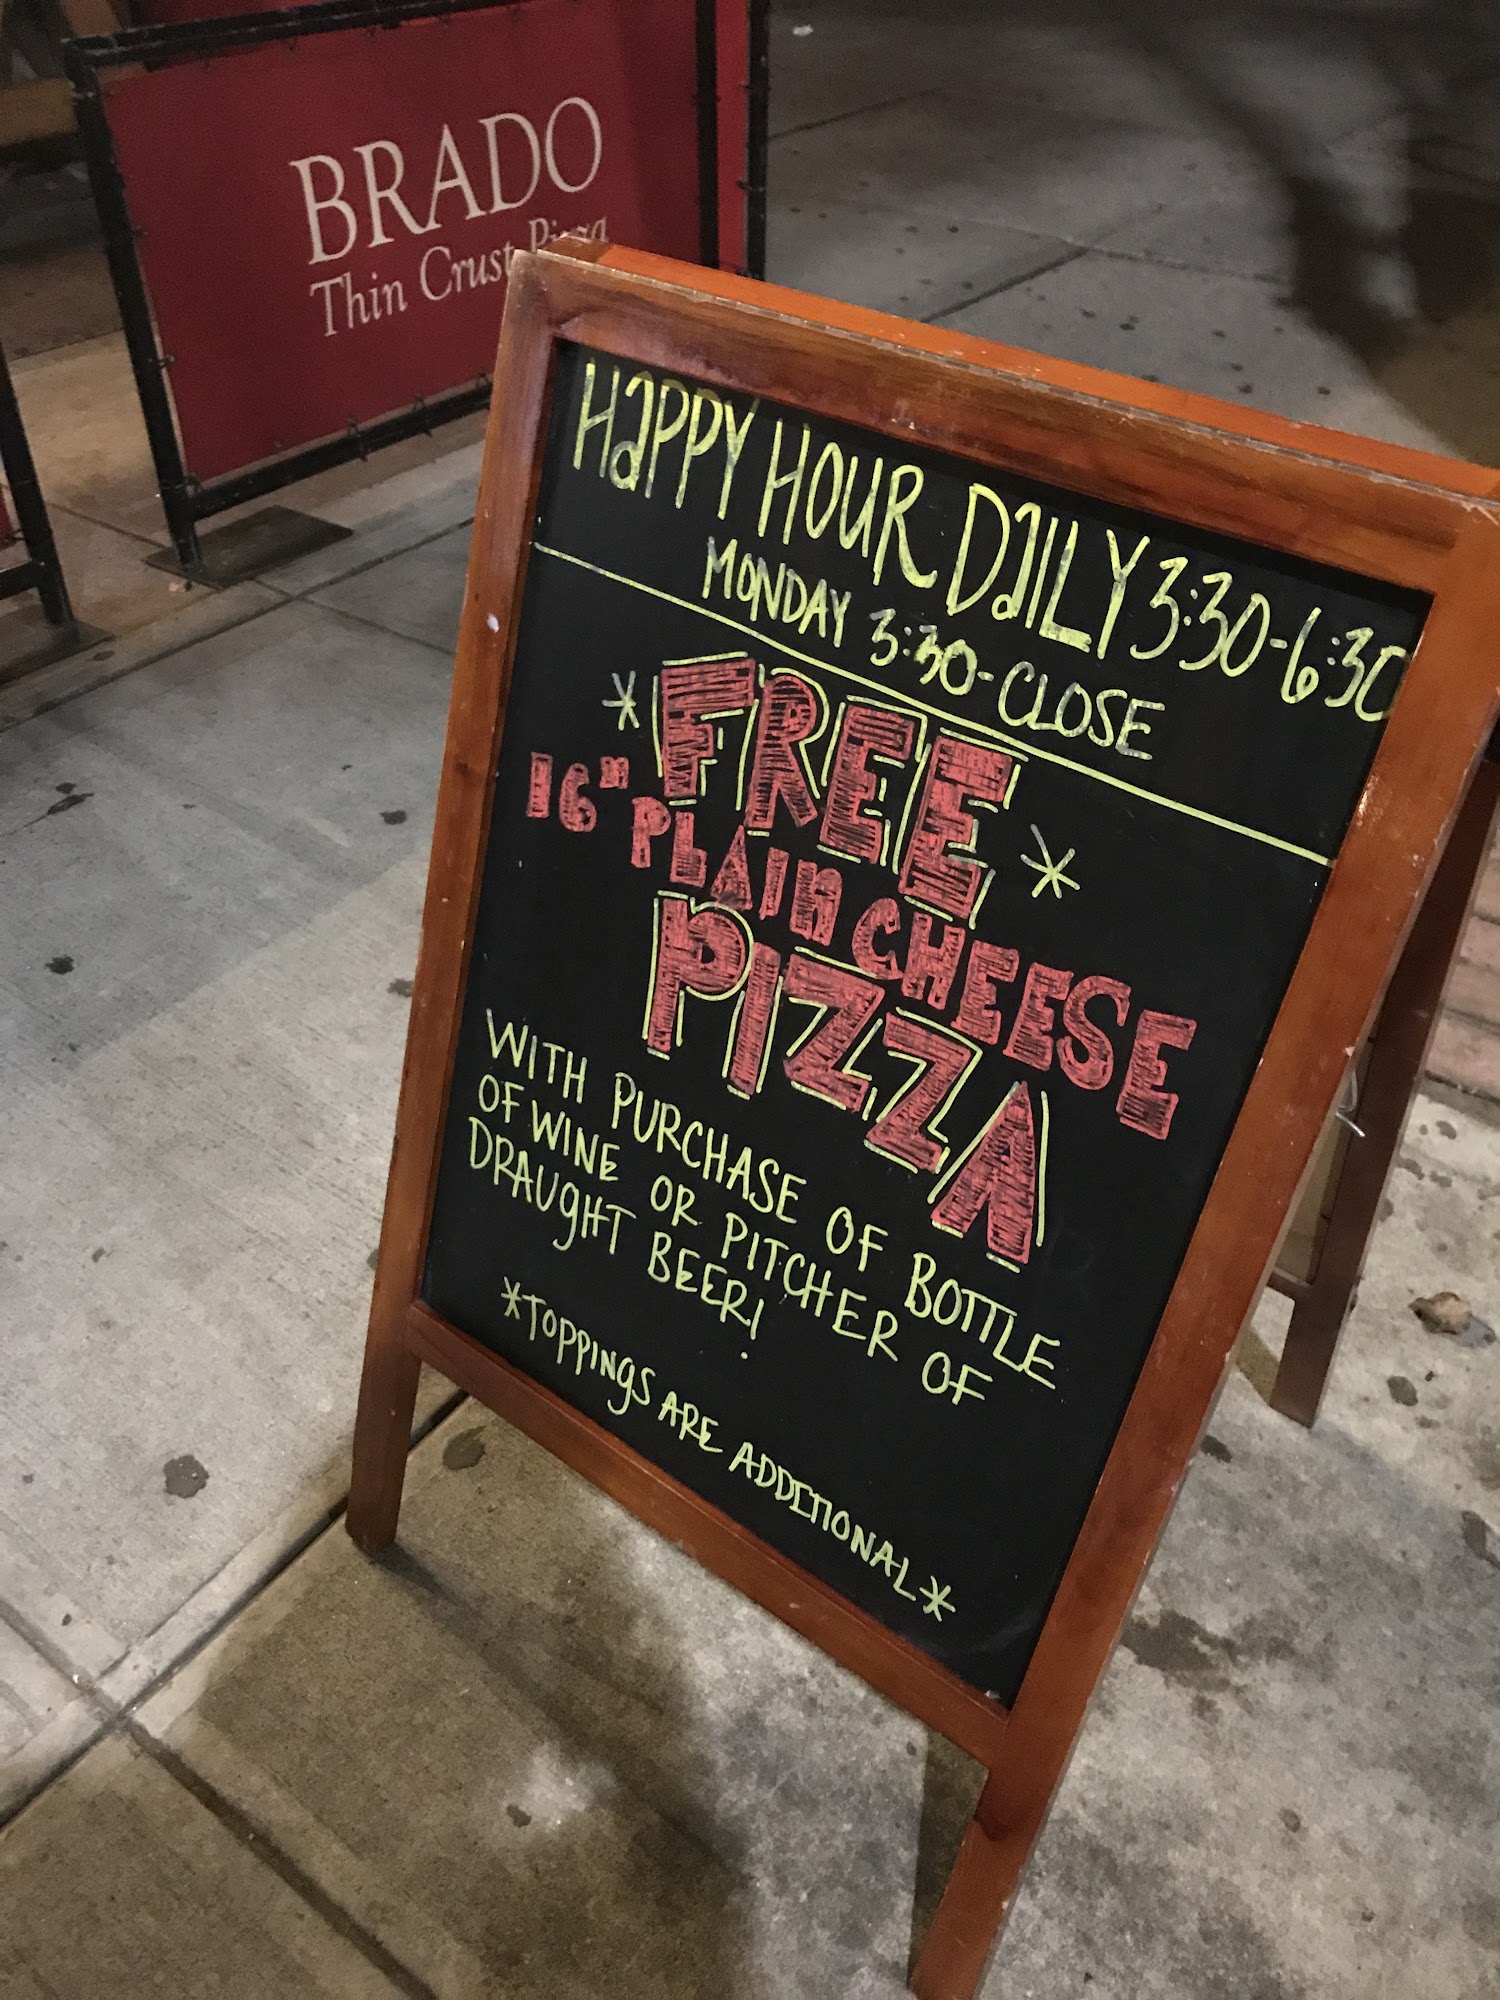 BRADO
Thin Crust Pizza
HAPPY HOUR DAILY 3:30-6:30
MONDAY 3:30-CLOSE
*FREE*
16" PLAIN CHEESE
PIZZA
WITH PURCHASE OF BOTTLE
OF WINE OR PITCHER OF
DRAUGHT BEER!
*TOPPINGS ARE ADDITIONAL*